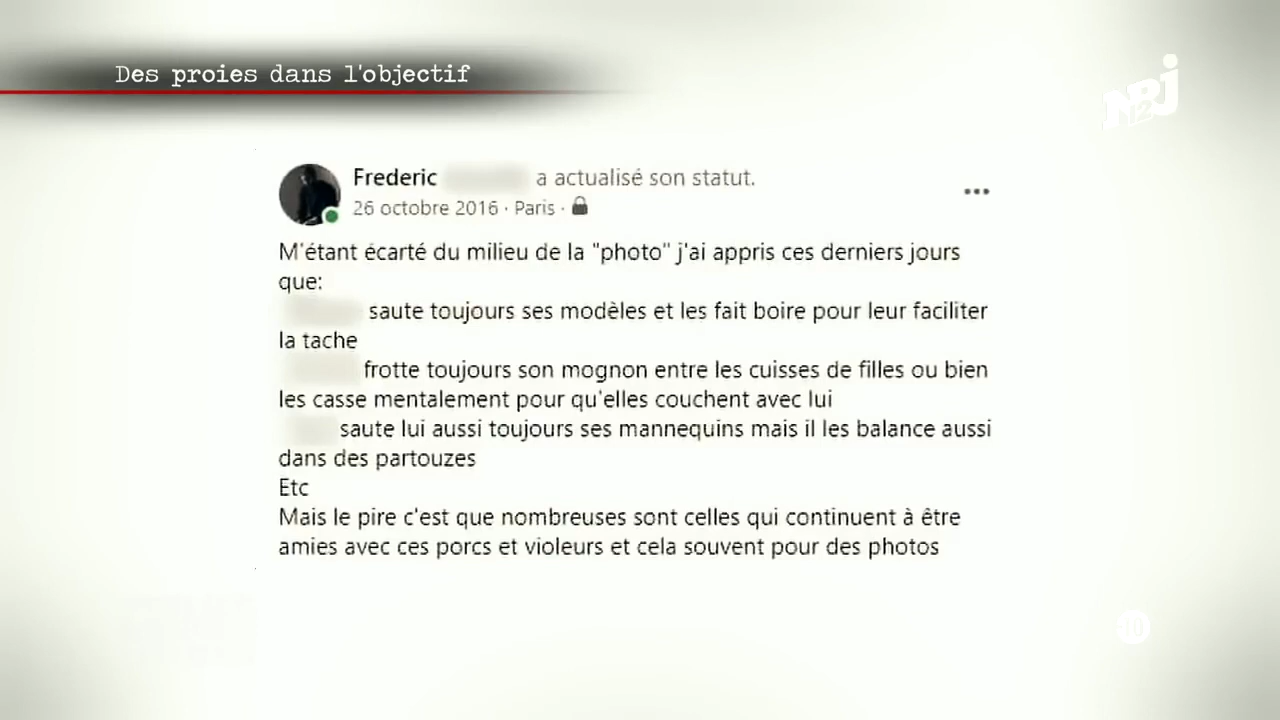 Des proies dans l'objectif
NRJ
12
Frederic a actualisé son statut.
26 octobre 2016 · Paris ·
M'étant écarté du milieu de la "photo" j'ai appris ces derniers jours
que:
saute toujours ses modèles et les fait boire pour leur faciliter
la tache
frotte toujours son mognon entre les cuisses de filles ou bien
les casse mentalement pour qu'elles couchent avec lui
saute lui aussi toujours ses mannequins mais il les balance aussi
dans des partouzes
Etc
Mais le pire c'est que nombreuses sont celles qui continuent à être
amies avec ces porcs et violeurs et cela souvent pour des photos
-10